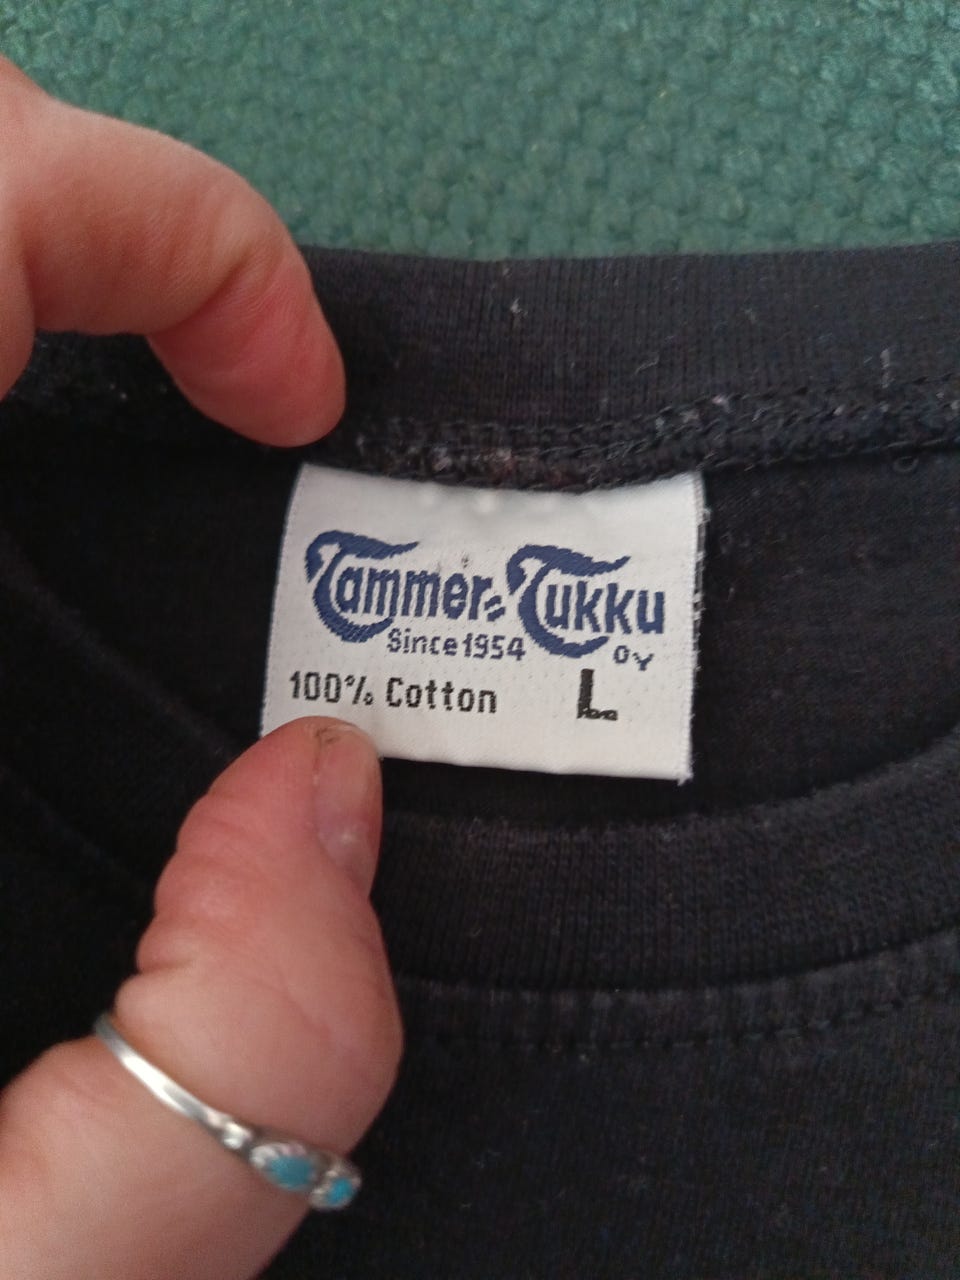 Tammer-Tukku
Since 1954 OY
100% Cotton L